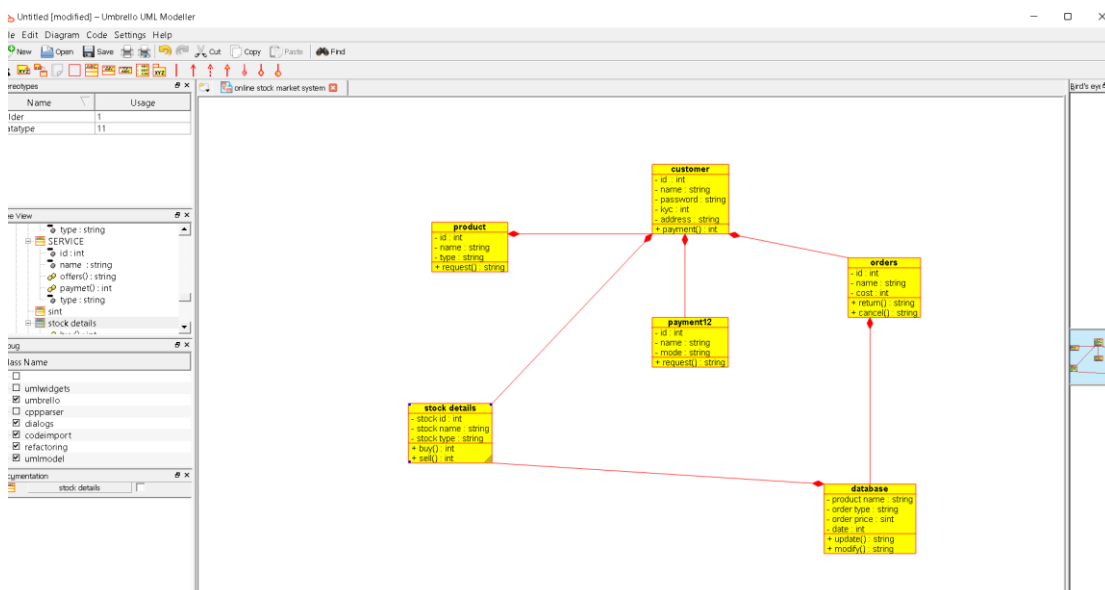 Untitled [modified] – Umbrello UML Modeller
le Edit Diagram Code Settings Help
New Open Save Cut Copy Paste Find
ereotypes
Name Usage
lder 1
atatype 11
online stock market system
Bird's eye
ee View
type : string
SERVICE
id : int
name : string
offers() : string
paymet() : int
type : string
sint
stock details
bug
lass Name
umlwidgets
umbrello
cppparser
dialogs
codeimport
refactoring
umlmodel
cumentation
stock details
customer
- id : int
- name : string
- password : string
- kyc : int
- address : string
+ payment() : int
product
- id : int
- name : string
- type : string
+ request() : string
orders
- id : int
- name : string
- cost : int
+ return() : string
+ cancel() : string
payment12
- id : int
- name : string
- mode : string
+ request() : string
stock details
- stock id : int
- stock name : string
- stock type : string
+ buy() : int
+ sell() : int
database
- product name : string
- order type : string
- order price : sint
- date : int
+ update() : string
+ modify() : string